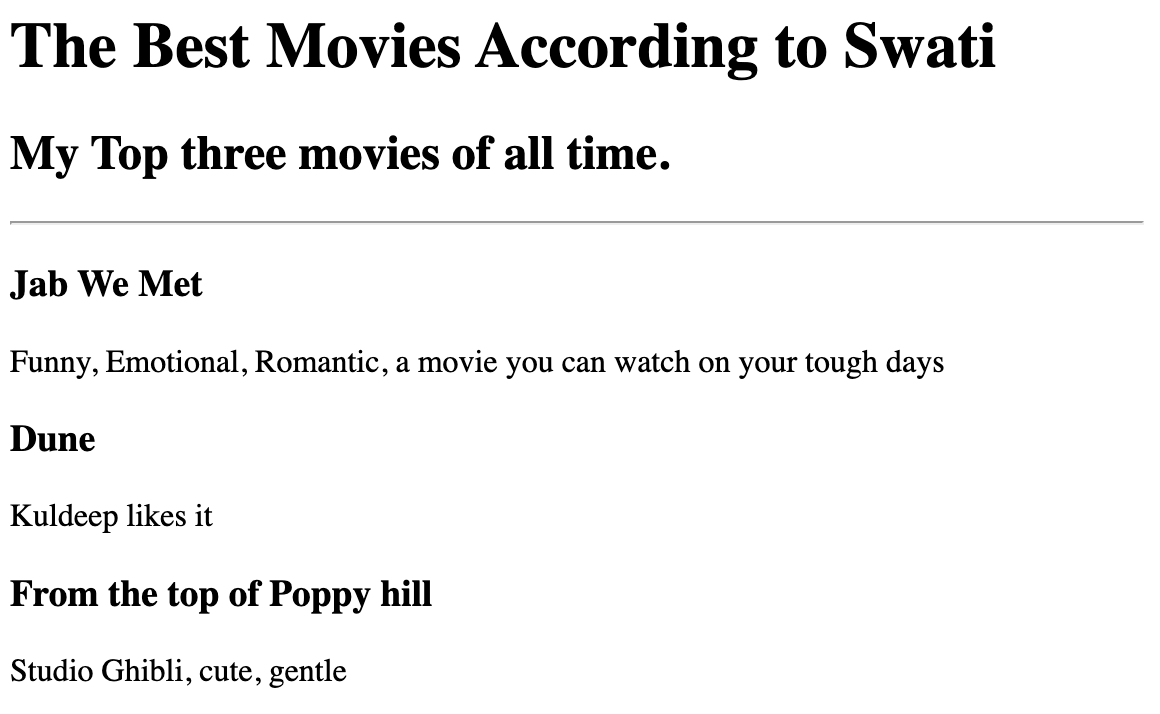 The Best Movies According to Swati
My Top three movies of all time.
Jab We Met
Funny, Emotional, Romantic, a movie you can watch on your tough days
Dune
Kuldeep likes it
From the top of Poppy hill
Studio Ghibli, cute, gentle